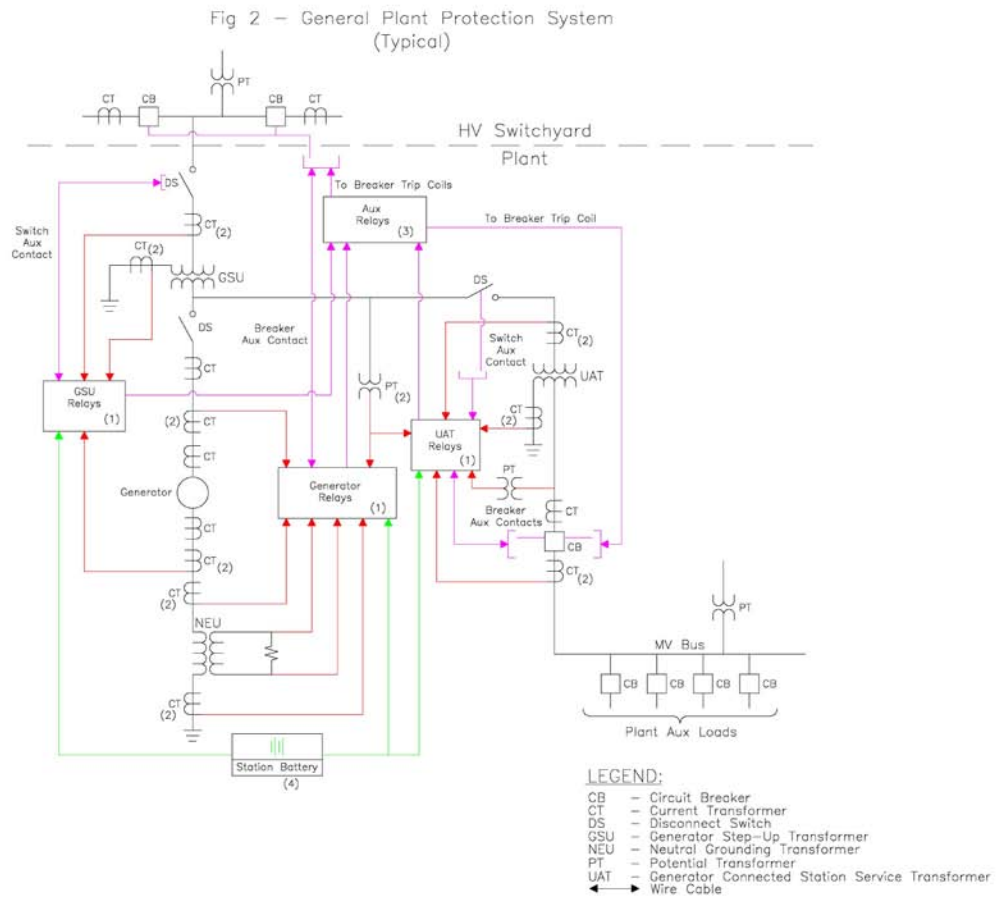 Fig 2 – General Plant Protection System
(Typical)
PT
CT
CB
CB
CT
HV Switchyard
Plant
DS
To Breaker Trip Coils
Aux
Relays
(3)
To Breaker Trip Coil
CT
(2)
Switch
Aux
Contact
CT
(2)
GSU
DS
DS
Breaker
Aux Contact
CT
(2)
Switch
Aux
Contact
CT
UAT
PT
(2)
GSU
Relays
(1)
CT
(2)
(2)
CT
UAT
Relays
(1)
CT
PT
Generator
Generator
Relays
(1)
Breaker
Aux Contacts
CT
CT
CB
CT
(2)
CT
(2)
CT
(2)
PT
NEU
MV Bus
CB
CB
CB
CB
CT
(2)
Plant Aux Loads
Station Battery
(4)
LEGEND:
CB – Circuit Breaker
CT – Current Transformer
DS – Disconnect Switch
GSU – Generator Step–Up Transformer
NEU – Neutral Grounding Transformer
PT – Potential Transformer
UAT – Generator Connected Station Service Transformer
Wire Cable